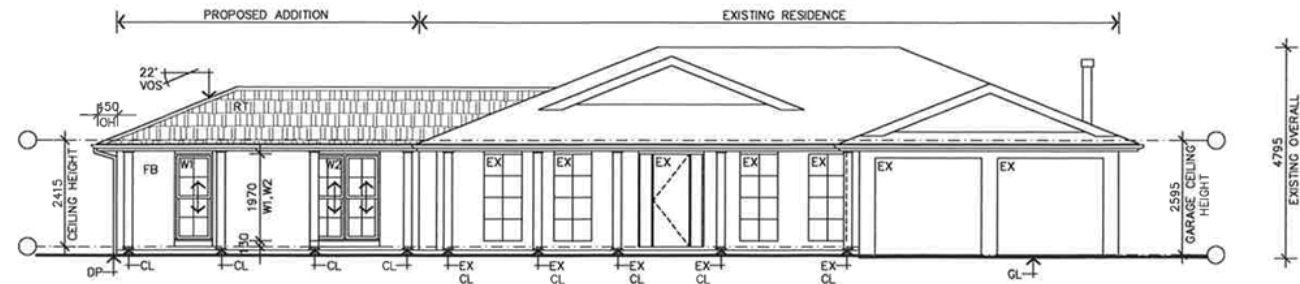 PROPOSED ADDITION
EXISTING RESIDENCE
22°
VOS
450
OH
RT
2415
CEILING HEIGHT
FB
W1
1970
W1,W2
W2
EX
EX
EX
EX
EX
EX
EX
2595
GARAGE CEILING
HEIGHT
4795
EXISTING OVERALL
DP
CL
CL
CL
CL
EX
CL
EX
CL
EX
CL
EX
CL
EX
CL
GL